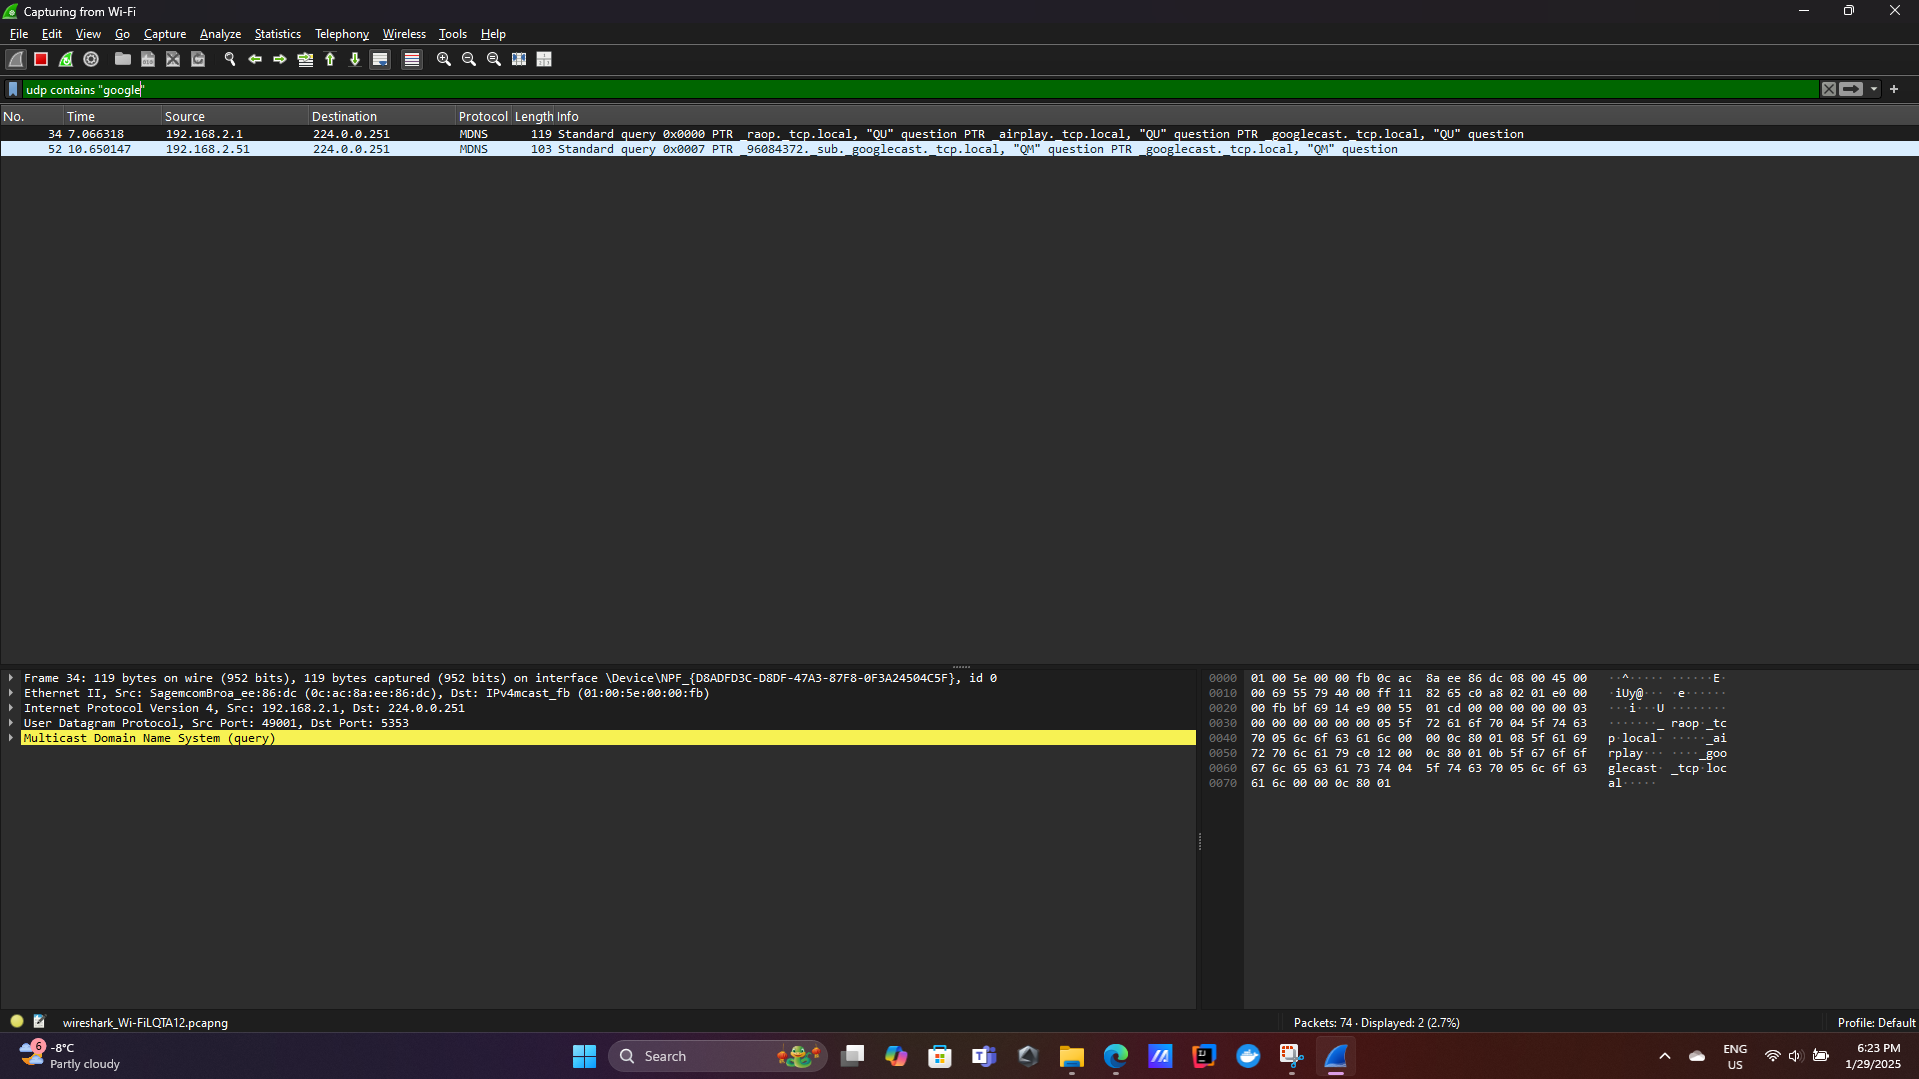 Capturing from Wi-Fi
File Edit View Go Capture Analyze Statistics Telephony Wireless Tools Help
udp contains "google"
No. Time Source Destination Protocol Length Info
34 7.066318 192.168.2.1 224.0.0.251 MDNS 119 Standard query 0x0000 PTR _raop._tcp.local, "QU" question PTR _airplay._tcp.local, "QU" question PTR _googlecast._tcp.local, "QU" question
52 10.650147 192.168.2.51 224.0.0.251 MDNS 103 Standard query 0x0007 PTR _96084372._sub._googlecast._tcp.local, "QM" question PTR _googlecast._tcp.local, "QM" question
Frame 34: 119 bytes on wire (952 bits), 119 bytes captured (952 bits) on interface \Device\NPF_{D8ADFD3C-D8DF-47A3-87F8-0F3A24504C5F}, id 0
Ethernet II, Src: SagemcomBroa_ee:86:dc (0c:ac:8a:ee:86:dc), Dst: IPv4mcast_fb (01:00:5e:00:00:fb)
Internet Protocol Version 4, Src: 192.168.2.1, Dst: 224.0.0.251
User Datagram Protocol, Src Port: 49001, Dst Port: 5353
Multicast Domain Name System (query)
0000 01 00 5e 00 00 fb 0c ac 8a ee 86 dc 08 00 45 00 ··^····· ······E·
0010 00 69 55 79 40 00 ff 11 82 65 c0 a8 02 01 e0 00 ·iUy@··· ·e······
0020 00 fb bf 69 14 e9 00 55 01 cd 00 00 00 00 00 03 ···i···U ········
0030 00 00 00 00 00 00 05 5f 72 61 6f 70 04 5f 74 63 ·······_ raop·_tc
0040 70 05 6c 6f 63 61 6c 00 00 0c 80 01 08 5f 61 69 p·local· ·····_ai
0050 72 70 6c 61 79 c0 12 00 0c 80 01 0b 5f 67 6f 6f rplay··· ····_goo
0060 67 6c 65 63 61 73 74 04 5f 74 63 70 05 6c 6f 63 glecast· _tcp·loc
0070 61 6c 00 00 0c 80 01 al·····
wireshark_Wi-FiLQTA12.pcapng
Packets: 74 · Displayed: 2 (2.7%)
Profile: Default
6
-8°C
Partly cloudy
Search
ENG
US
6:23 PM
1/29/2025